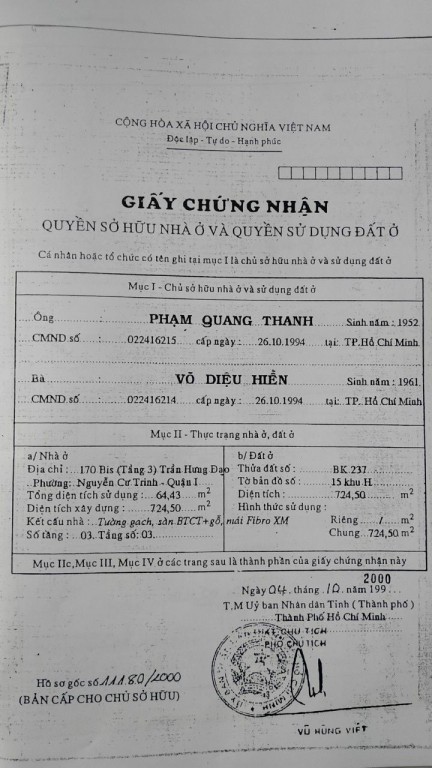 CỘNG HÒA XÃ HỘI CHỦ NGHĨA VIỆT NAM
Độc lập - Tự do - Hạnh phúc
GIẤY CHỨNG NHẬN
QUYỀN SỞ HỮU NHÀ Ở VÀ QUYỀN SỬ DỤNG ĐẤT Ở
Cá nhân hoặc tổ chức có tên ghi tại mục I là chủ sở hữu nhà ở và sử dụng đất ở
Mục I - Chủ sở hữu nhà ở và sử dụng đất ở
Ông : PHẠM QUANG THANH Sinh năm : 1952
CMND số : 022416215 cấp ngày : 26.10.1994 tại: TP.Hồ Chí Minh
Bà : VÕ DIỆU HIỀN Sinh năm : 1961
CMND số : 022416214 cấp ngày : 26.10.1994 tại: TP. Hồ Chí Minh
Mục II - Thực trạng nhà ở, đất ở
a/ Nhà ở
Địa chỉ : 170 Bis (Tầng 3) Trần Hưng Đạo
Phường: Nguyễn Cư Trinh - Quận I
Tổng diện tích sử dụng : 64,43 m2
Diện tích xây dựng : 724,50 m2
Kết cấu nhà : Tường gạch, sàn BTCT+gỗ, mái Fibro XM
Số tầng : 03. Tầng số: 03.
b/ Đất ở
Thửa đất số : BK 237
Tờ bản đồ số : 15 khu H
Diện tích : 724,50 m2
Hình thức sử dụng :
Riêng / m2
Chung 724,50 m2
Mục IIc, Mục III, Mục IV ở các trang sau là thành phần của giấy chứng nhận này
2000
Ngày 04 tháng 10 năm 199...
T.M Uỷ ban Nhân dân Tỉnh ( Thành phố )
Thành Phố Hồ Chí Minh
CHỦ TỊCH
PHÓ CHỦ TỊCH
Hồ sơ gốc số 11180/2000
(BẢN CẤP CHO CHỦ SỞ HỮU)
VŨ HÙNG VIỆT